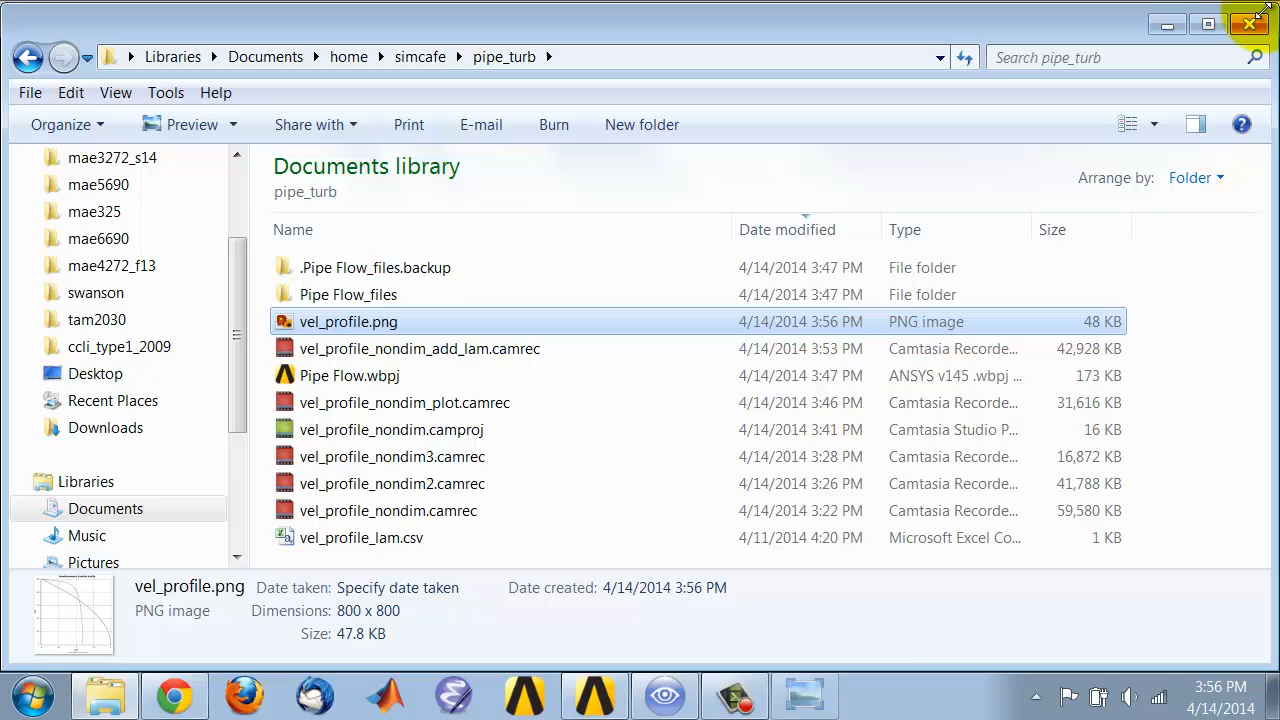 Libraries Documents home simcafe pipe_turb Search pipe_turb
File Edit View Tools Help
Organize Preview Share with Print E-mail Burn New folder
mae3272_s14
mae5690
mae325
mae6690
mae4272_f13
swanson
tam2030
ccli_type1_2009
Desktop
Recent Places
Downloads
Libraries
Documents
Music
Pictures
Documents library
pipe_turb
Arrange by: Folder
Name Date modified Type Size
.Pipe Flow_files.backup 4/14/2014 3:47 PM File folder
Pipe Flow_files 4/14/2014 3:47 PM File folder
vel_profile.png 4/14/2014 3:56 PM PNG image 48 KB
vel_profile_nondim_add_lam.camrec 4/14/2014 3:53 PM Camtasia Recorde... 42,928 KB
Pipe Flow.wbpj 4/14/2014 3:47 PM ANSYS v145 .wbpj ... 173 KB
vel_profile_nondim_plot.camrec 4/14/2014 3:46 PM Camtasia Recorde... 31,616 KB
vel_profile_nondim.camproj 4/14/2014 3:41 PM Camtasia Studio P... 16 KB
vel_profile_nondim3.camrec 4/14/2014 3:28 PM Camtasia Recorde... 16,872 KB
vel_profile_nondim2.camrec 4/14/2014 3:26 PM Camtasia Recorde... 41,788 KB
vel_profile_nondim.camrec 4/14/2014 3:22 PM Camtasia Recorde... 59,580 KB
vel_profile_lam.csv 4/11/2014 4:20 PM Microsoft Excel Co... 1 KB
vel_profile.png Date taken: Specify date taken Date created: 4/14/2014 3:56 PM
PNG image Dimensions: 800 x 800
Size: 47.8 KB
3:56 PM
4/14/2014